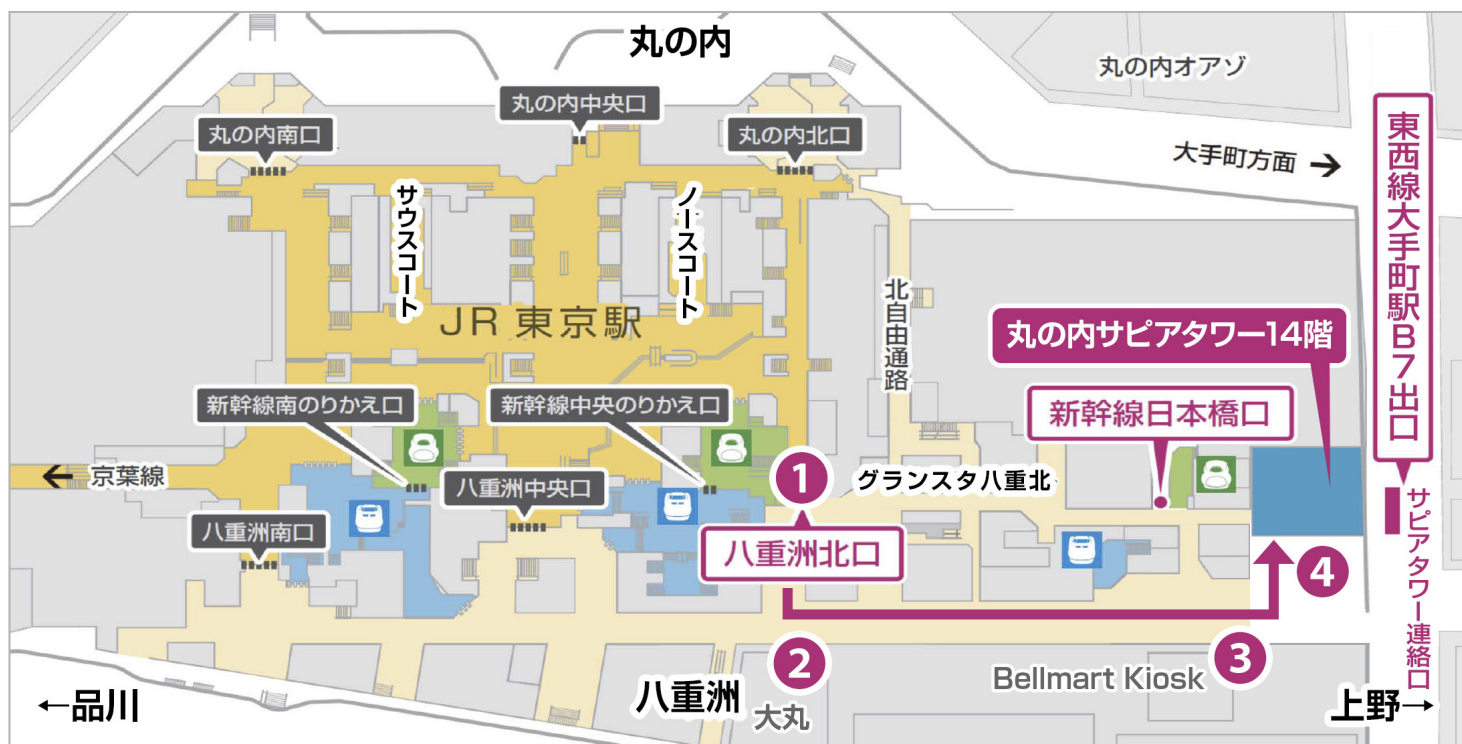 丸の内
丸の内オアゾ
丸の内中央口
丸の内南口
丸の内北口
大手町方面 →
東西線大手町駅B7出口
サウスコート
ノースコート
北自由通路
JR 東京駅
丸の内サピアタワー14階
新幹線南のりかえ口
新幹線中央のりかえ口
新幹線日本橋口
← 京葉線
八重洲中央口
1
グランスタ八重北
八重洲南口
八重洲北口
4
サピアタワー連絡口
2
3
Bellmart Kiosk
←品川
八重洲
大丸
上野→